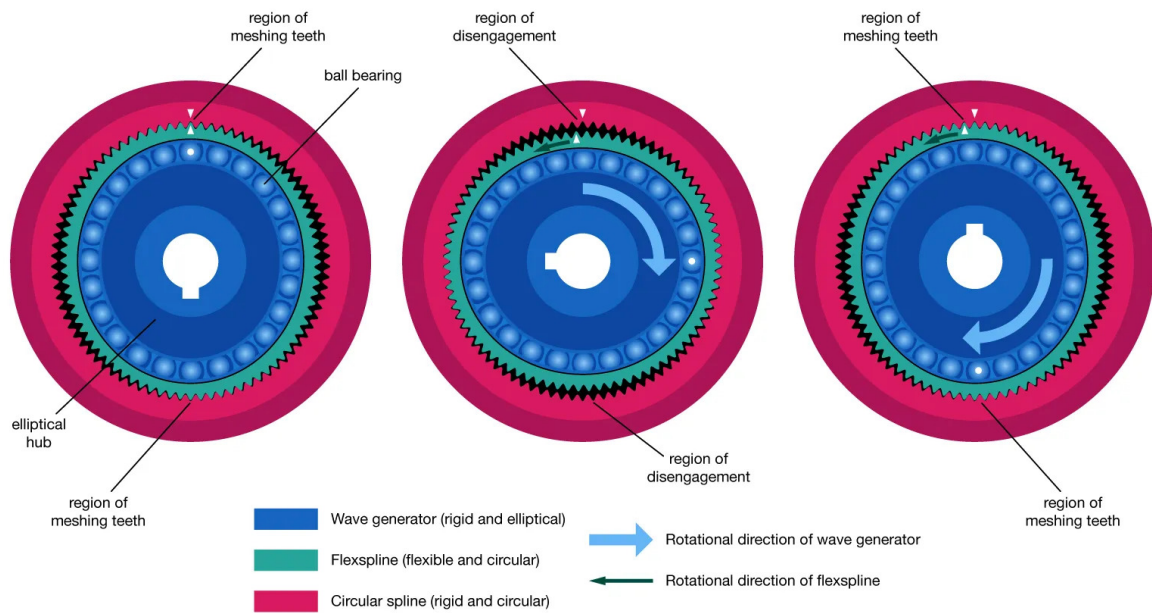 region of
meshing teeth
ball bearing
elliptical
hub
region of
meshing teeth
region of
disengagement
region of
disengagement
region of
meshing teeth
region of
meshing teeth
Wave generator (rigid and elliptical)
Flexspline (flexible and circular)
Circular spline (rigid and circular)
Rotational direction of wave generator
Rotational direction of flexspline